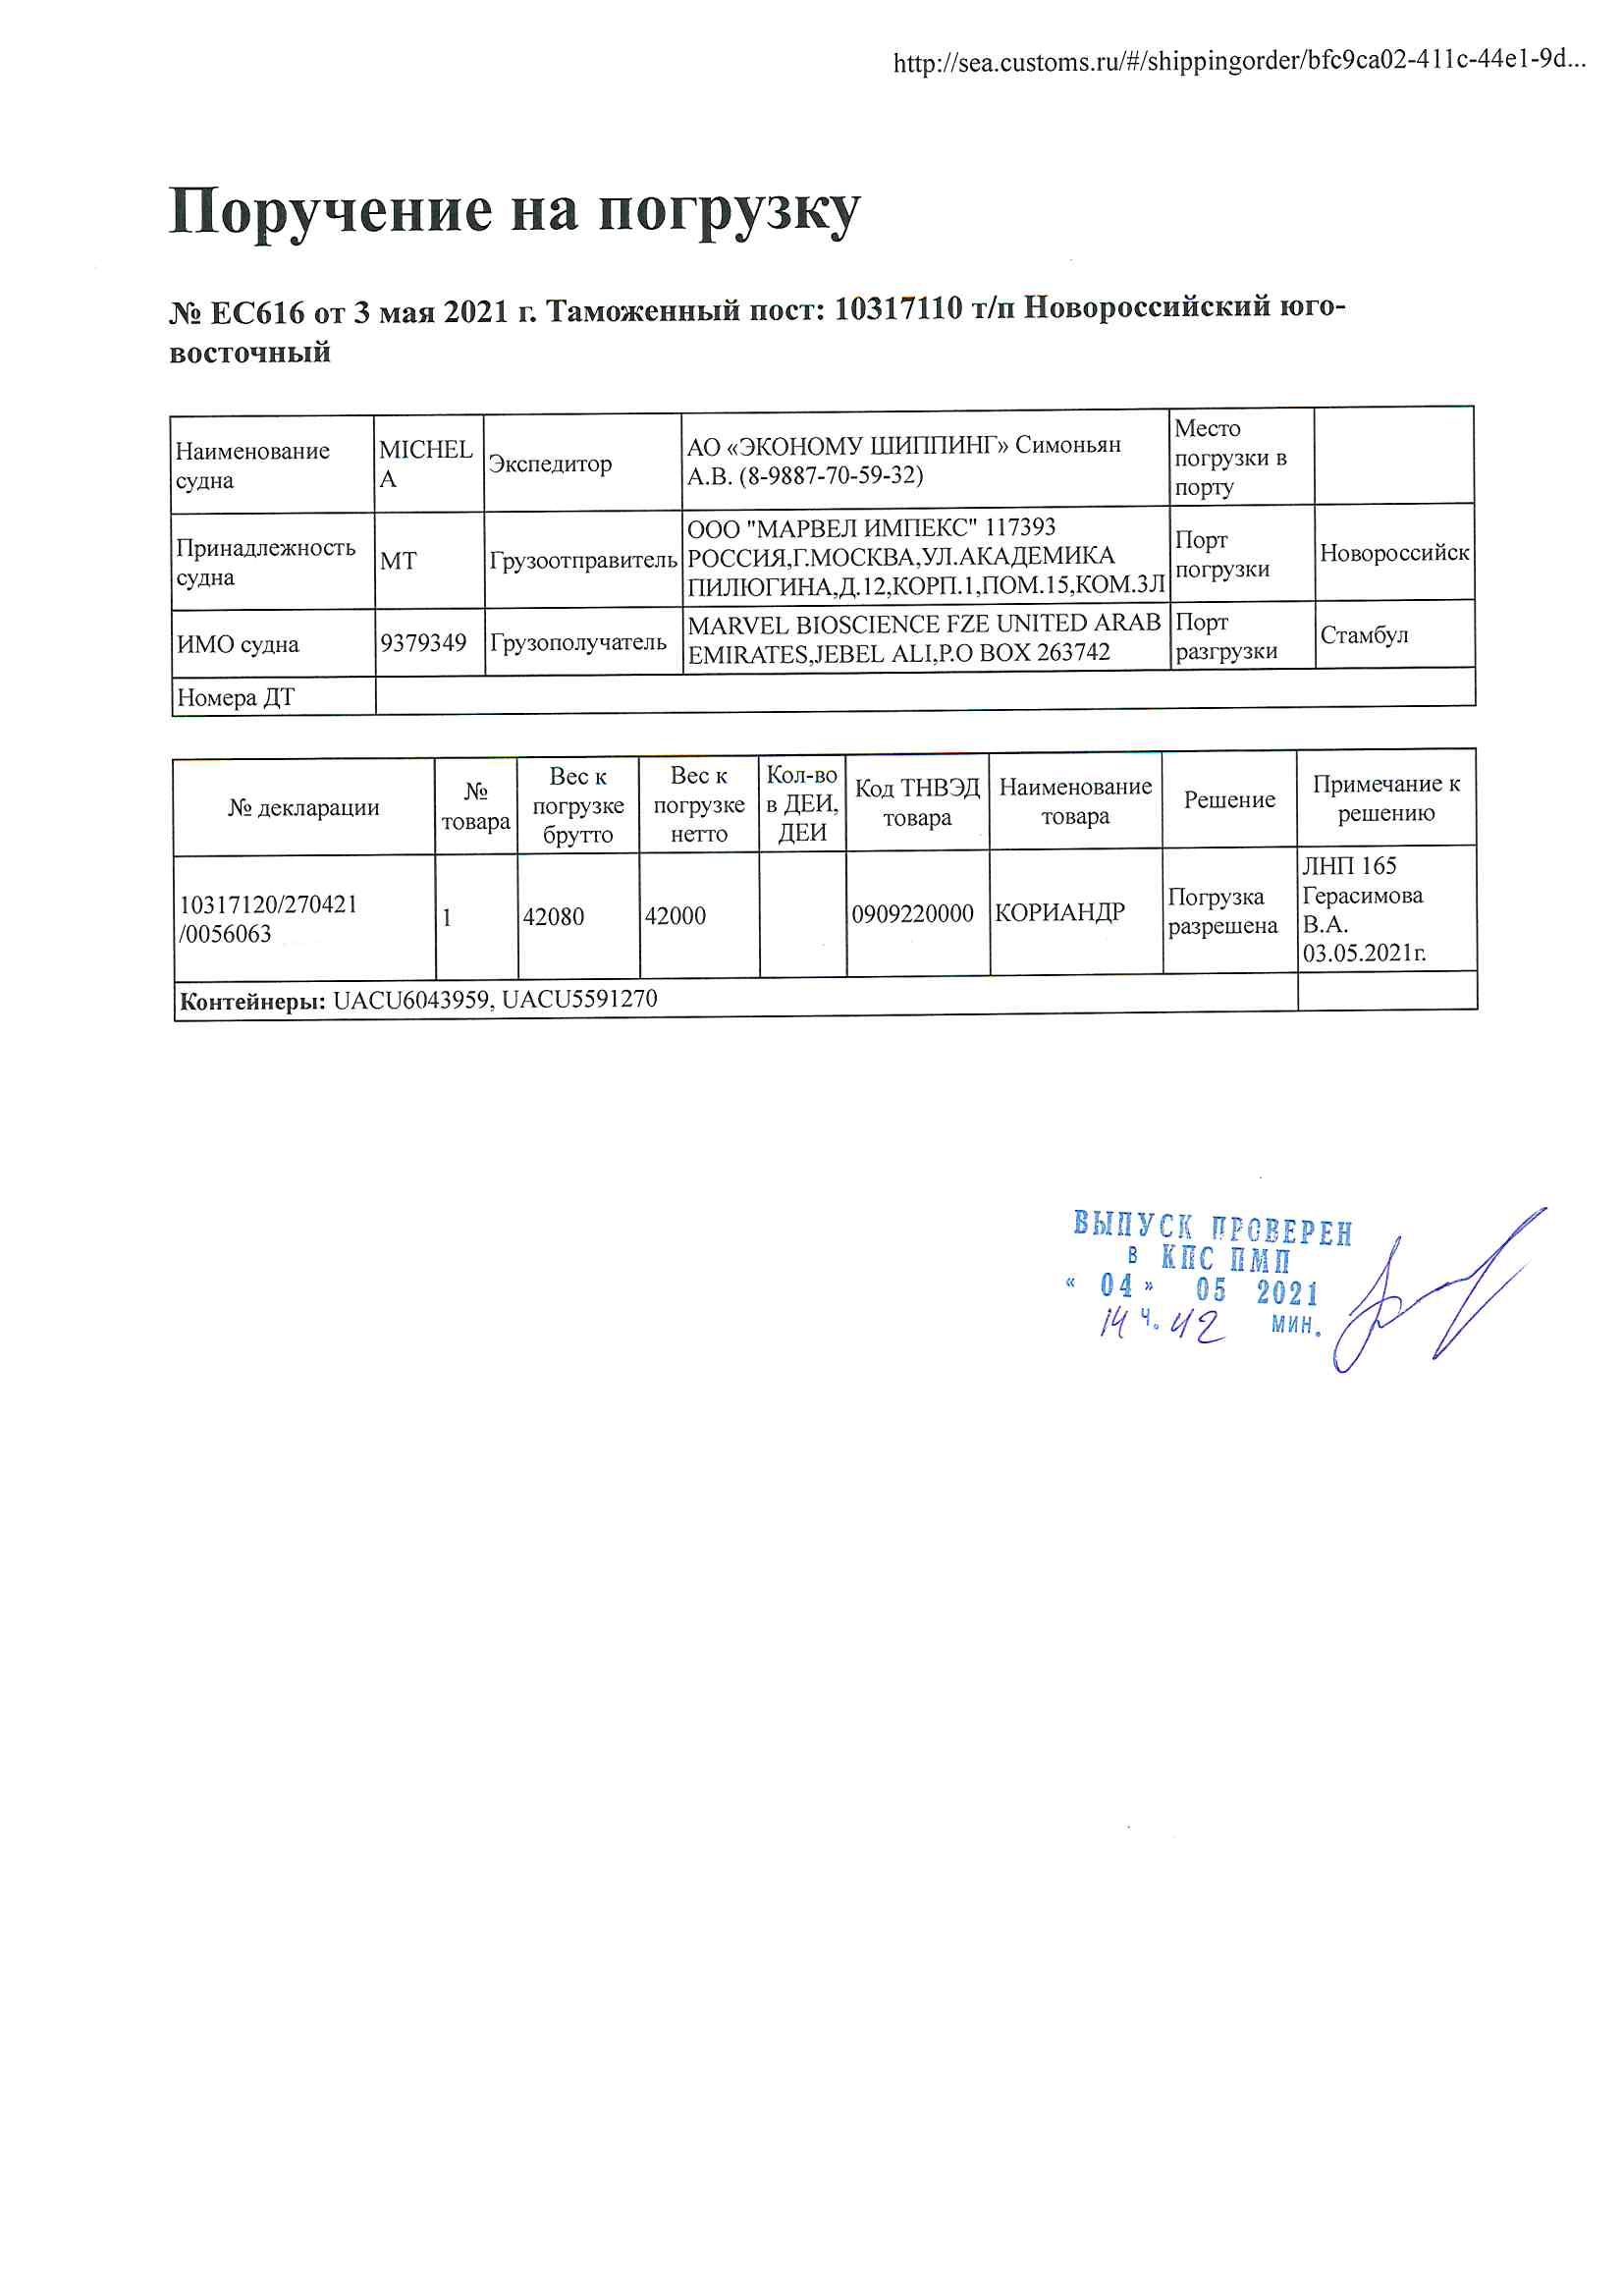 http://sea.customs.ru/#/shippingorder/bfc9ca02-411c-44e1-9d...
Поручение на погрузку
№ ЕС616 от 3 мая 2021 г. Таможенный пост: 10317110 т/п Новороссийский юго-
восточный
Наименование
судна
MICHEL
A
Экспедитор
АО «ЭКОНОМУ ШИППИНГ» Симоньян
А.В. (8-9887-70-59-32)
Место
погрузки в
порту
Принадлежность
судна
МТ
Грузоотправитель
ООО "МАРВЕЛ ИМПЕКС" 117393
РОССИЯ,Г.МОСКВА,УЛ.АКАДЕМИКА
ПИЛЮГИНА,Д.12,КОРП.1,ПОМ.15,КОМ.3Л
Порт
погрузки
Новороссийск
ИМО судна
9379349
Грузополучатель
MARVEL BIOSCIENCE FZE UNITED ARAB
EMIRATES,JEBEL ALI,P.O BOX 263742
Порт
разгрузки
Стамбул
Номера ДТ
№ декларации
№
товара
Вес к
погрузке
брутто
Вес к
погрузке
нетто
Кол-во
в ДЕИ,
ДЕИ
Код ТНВЭД
товара
Наименование
товара
Решение
Примечание к
решению
10317120/270421
/0056063
1
42080
42000
0909220000
КОРИАНДР
Погрузка
разрешена
ЛНП 165
Герасимова
В.А.
03.05.2021г.
Контейнеры: UACU6043959, UACU5591270
ВЫПУСК ПРОВЕРЕН
в КПС ПМП
« 04 » 05 2021
14 ч. 42 мин.